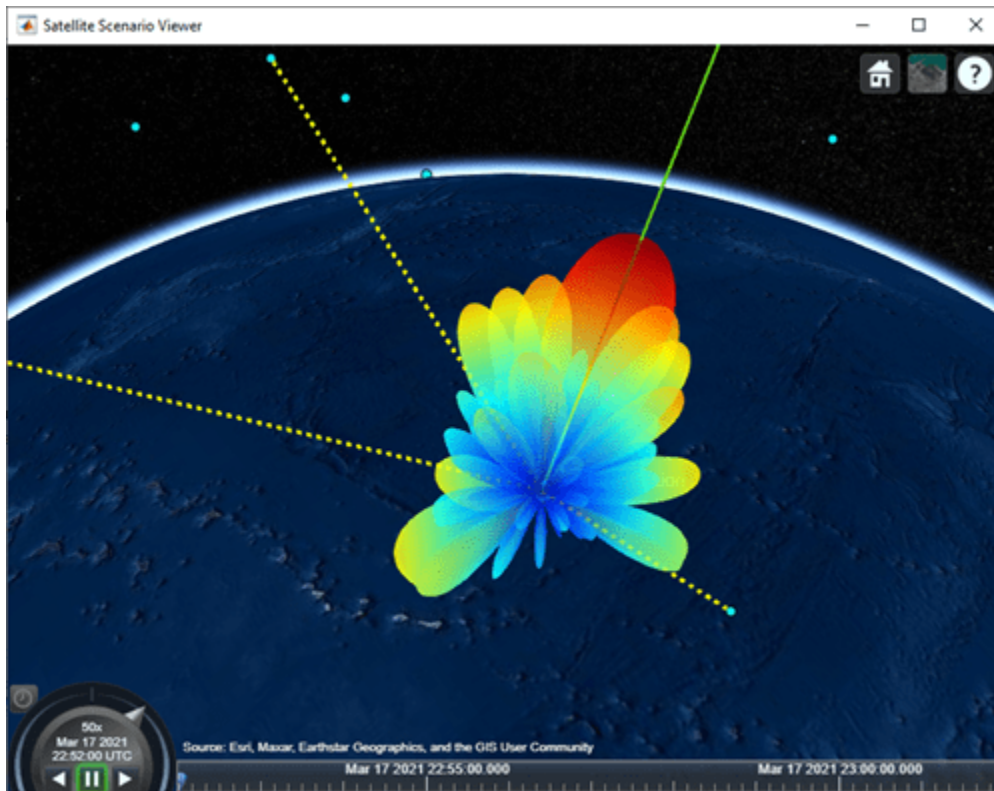 Satellite Scenario Viewer
?
50x
Mar 17 2021
22:52:00 UTC
Source: Esri, Maxar, Earthstar Geographics, and the GIS User Community
Mar 17 2021 22:55:00.000
Mar 17 2021 23:00:00.000